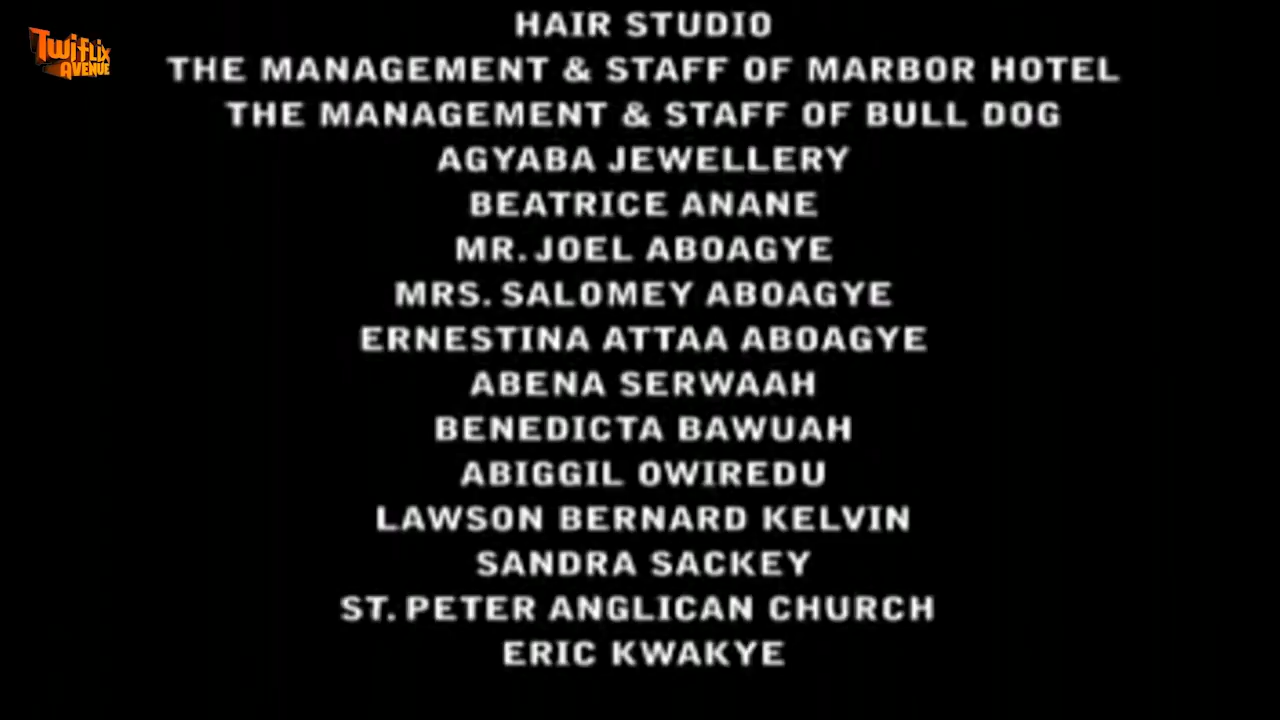 Twiflix
AVENUE
HAIR STUDIO
THE MANAGEMENT & STAFF OF MARBOR HOTEL
THE MANAGEMENT & STAFF OF BULL DOG
AGYABA JEWELLERY
BEATRICE ANANE
MR. JOEL ABOAGYE
MRS. SALOMEY ABOAGYE
ERNESTINA ATTAA ABOAGYE
ABENA SERWAAH
BENEDICTA BAWUAH
ABIGGIL OWIREDU
LAWSON BERNARD KELVIN
SANDRA SACKEY
ST. PETER ANGLICAN CHURCH
ERIC KWAKYE